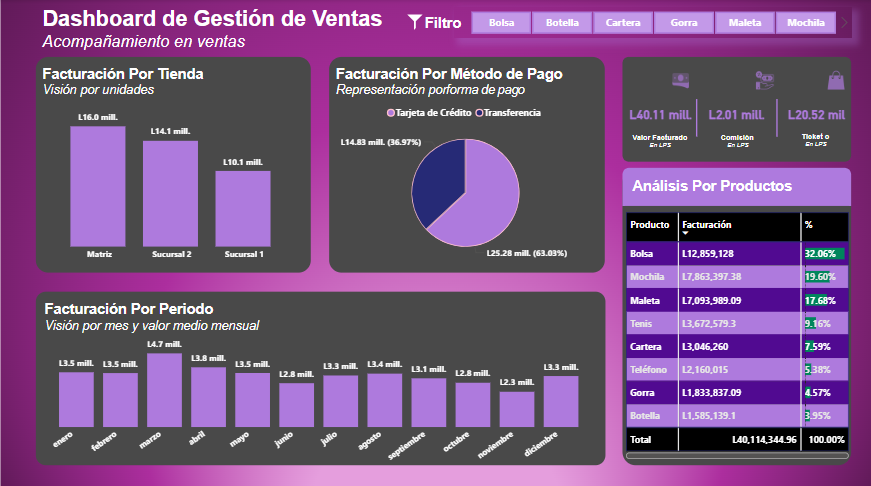 Dashboard de Gestión de Ventas
Acompañamiento en ventas
Filtro
Bolsa Botella Cartera Gorra Maleta Mochila
Facturación Por Tienda
Visión por unidades
L16.0 mill.
L14.1 mill.
L10.1 mill.
Matriz Sucursal 2 Sucursal 1
Facturación Por Método de Pago
Representación porforma de pago
Tarjeta de Crédito Transferencia
L14.83 mill. (36.97%)
L25.28 mill. (63.03%)
L40.11 mill. L2.01 mill. L20.52 mil
Valor Facturado Comisión Ticket o
En LPS En LPS En LPS
Análisis Por Productos
Producto Facturación %
Bolsa L12,859,128 32.06%
Mochila L7,863,397.38 19.60%
Maleta L7,093,989.09 17.68%
Tenis L3,672,579.3 9.16%
Cartera L3,046,260 7.59%
Teléfono L2,160,015 5.38%
Gorra L1,833,837.09 4.57%
Botella L1,585,139.1 3.95%
Total L40,114,344.96 100.00%
Facturación Por Periodo
Visión por mes y valor medio mensual
L3.5 mill. L3.5 mill. L4.7 mill. L3.8 mill. L3.5 mill. L2.8 mill. L3.3 mill. L3.4 mill. L3.1 mill. L2.8 mill. L2.3 mill. L3.3 mill.
enero febrero marzo abril mayo junio julio agosto septiembre octubre noviembre diciembre